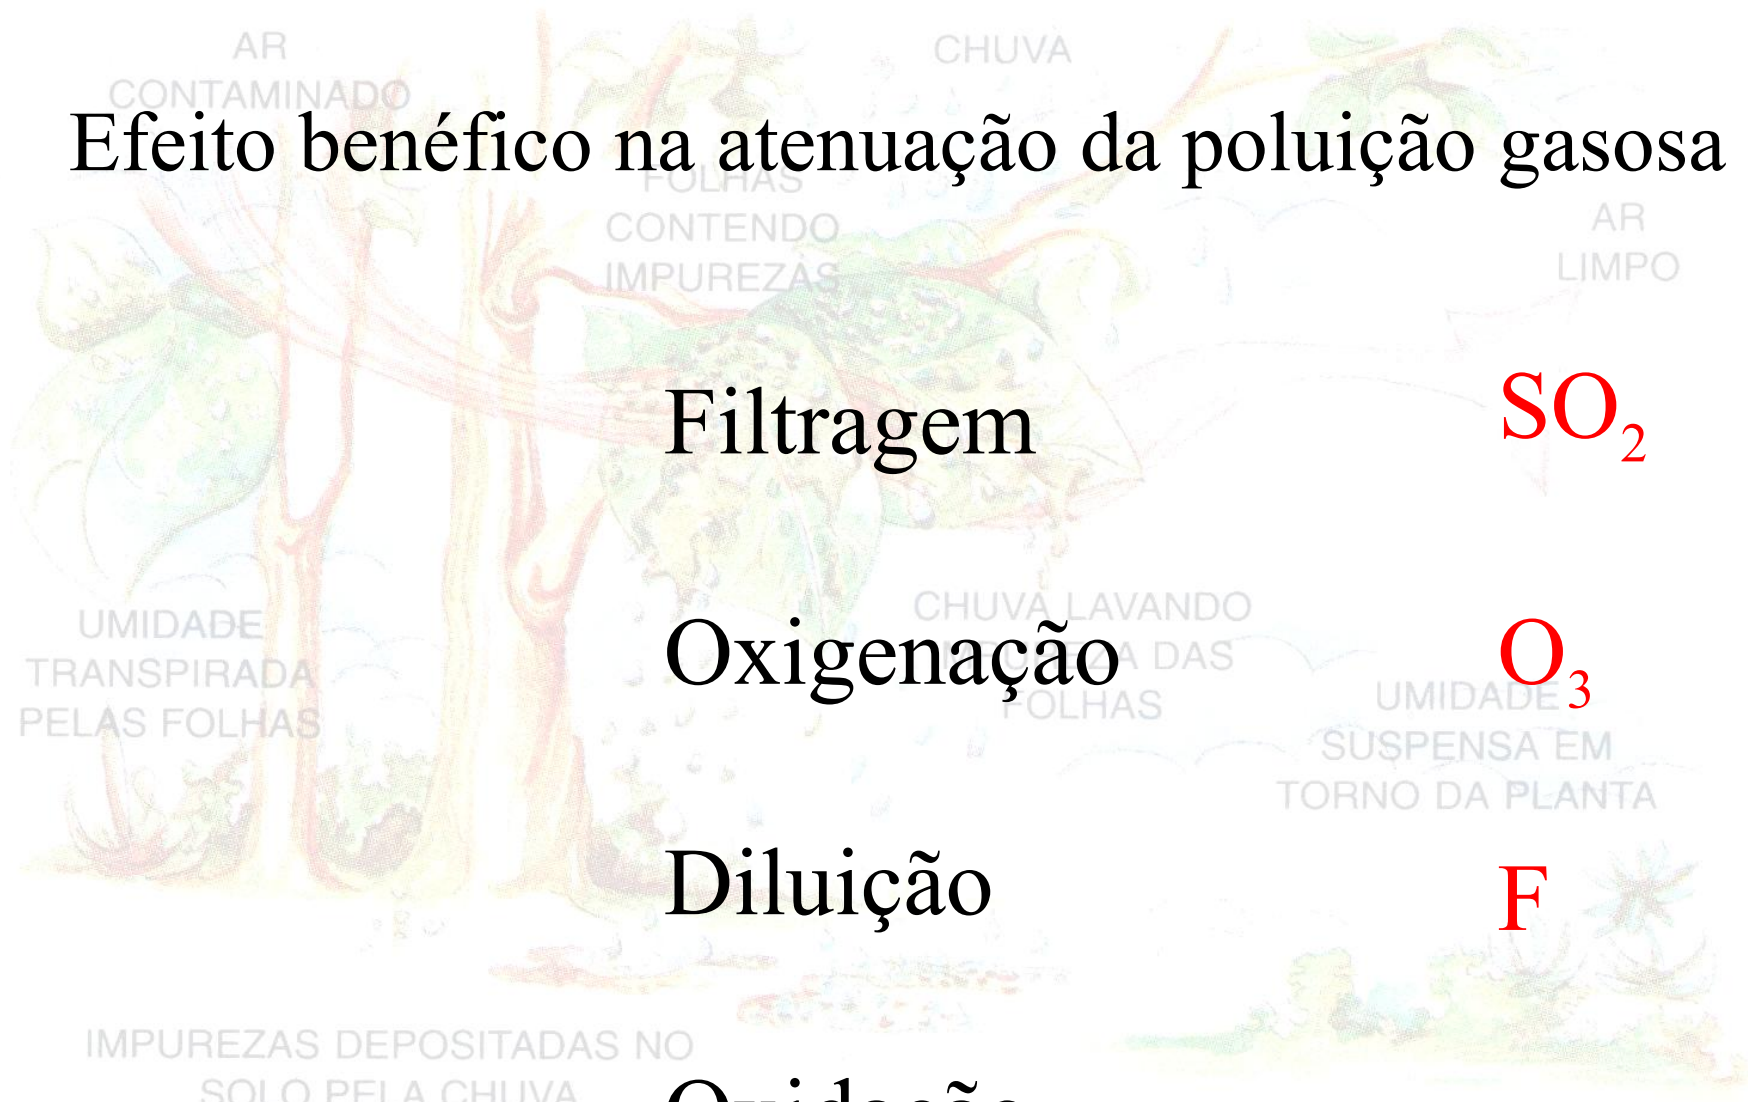 AR
CONTAMINADO
CHUVA
Efeito benéfico na atenuação da poluição gasosa
FOLHAS
CONTENDO
IMPUREZAS
AR
LIMPO
Filtragem
SO₂
UMIDADE
TRANSPIRADA
PELAS FOLHAS
CHUVA LAVANDO
IMPUREZA DAS
FOLHAS
Oxigenação
O₃
UMIDADE
SUSPENSA EM
TORNO DA PLANTA
Diluição
F
IMPUREZAS DEPOSITADAS NO
SOLO PELA CHUVA
Oxidação